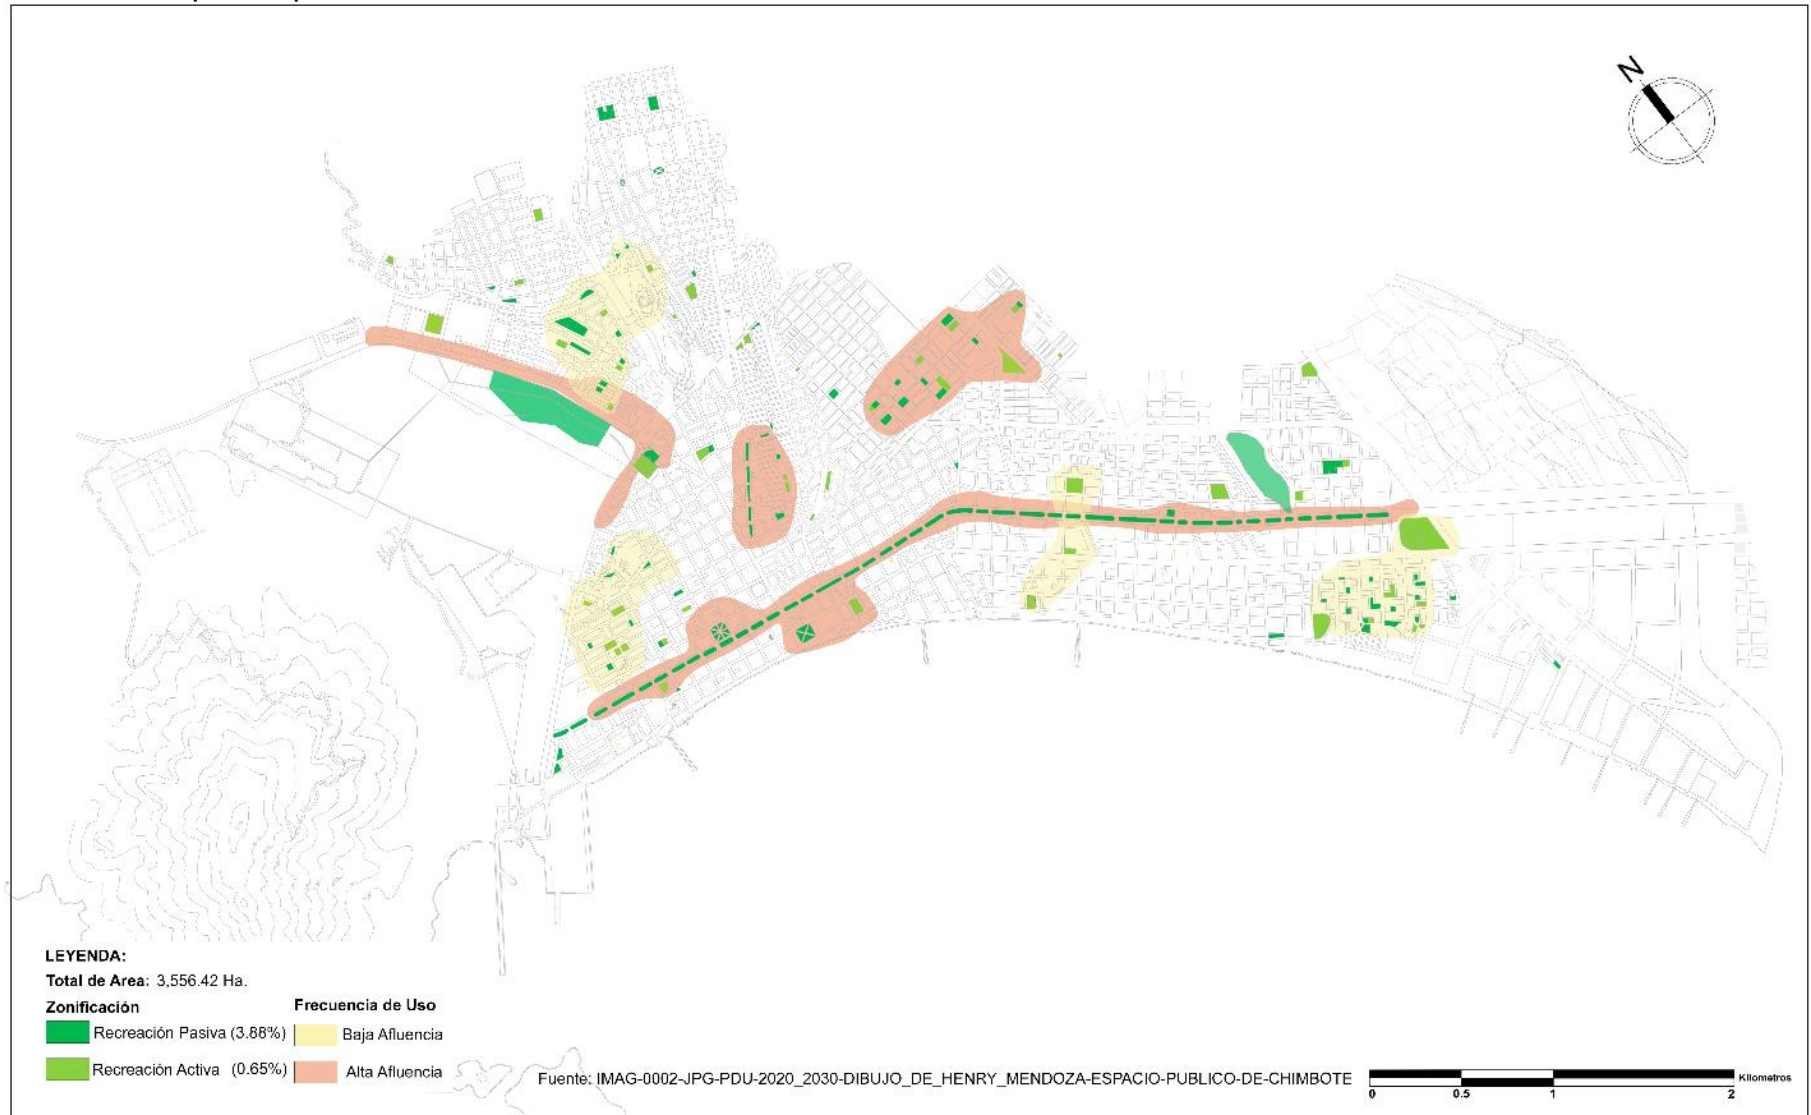 N
LEYENDA:
Total de Area: 3,556.42 Ha.
Zonificación
Frecuencia de Uso
Recreación Pasiva (3.88%)
Baja Afluencia
Recreación Activa (0.65%)
Alta Afluencia
Fuente: IMAG-0002-JPG-PDU-2020_2030-DIBUJO_DE_HENRY_MENDOZA-ESPACIO-PUBLICO-DE-CHIMBOTE
Kilometros
0 0.5 1 2